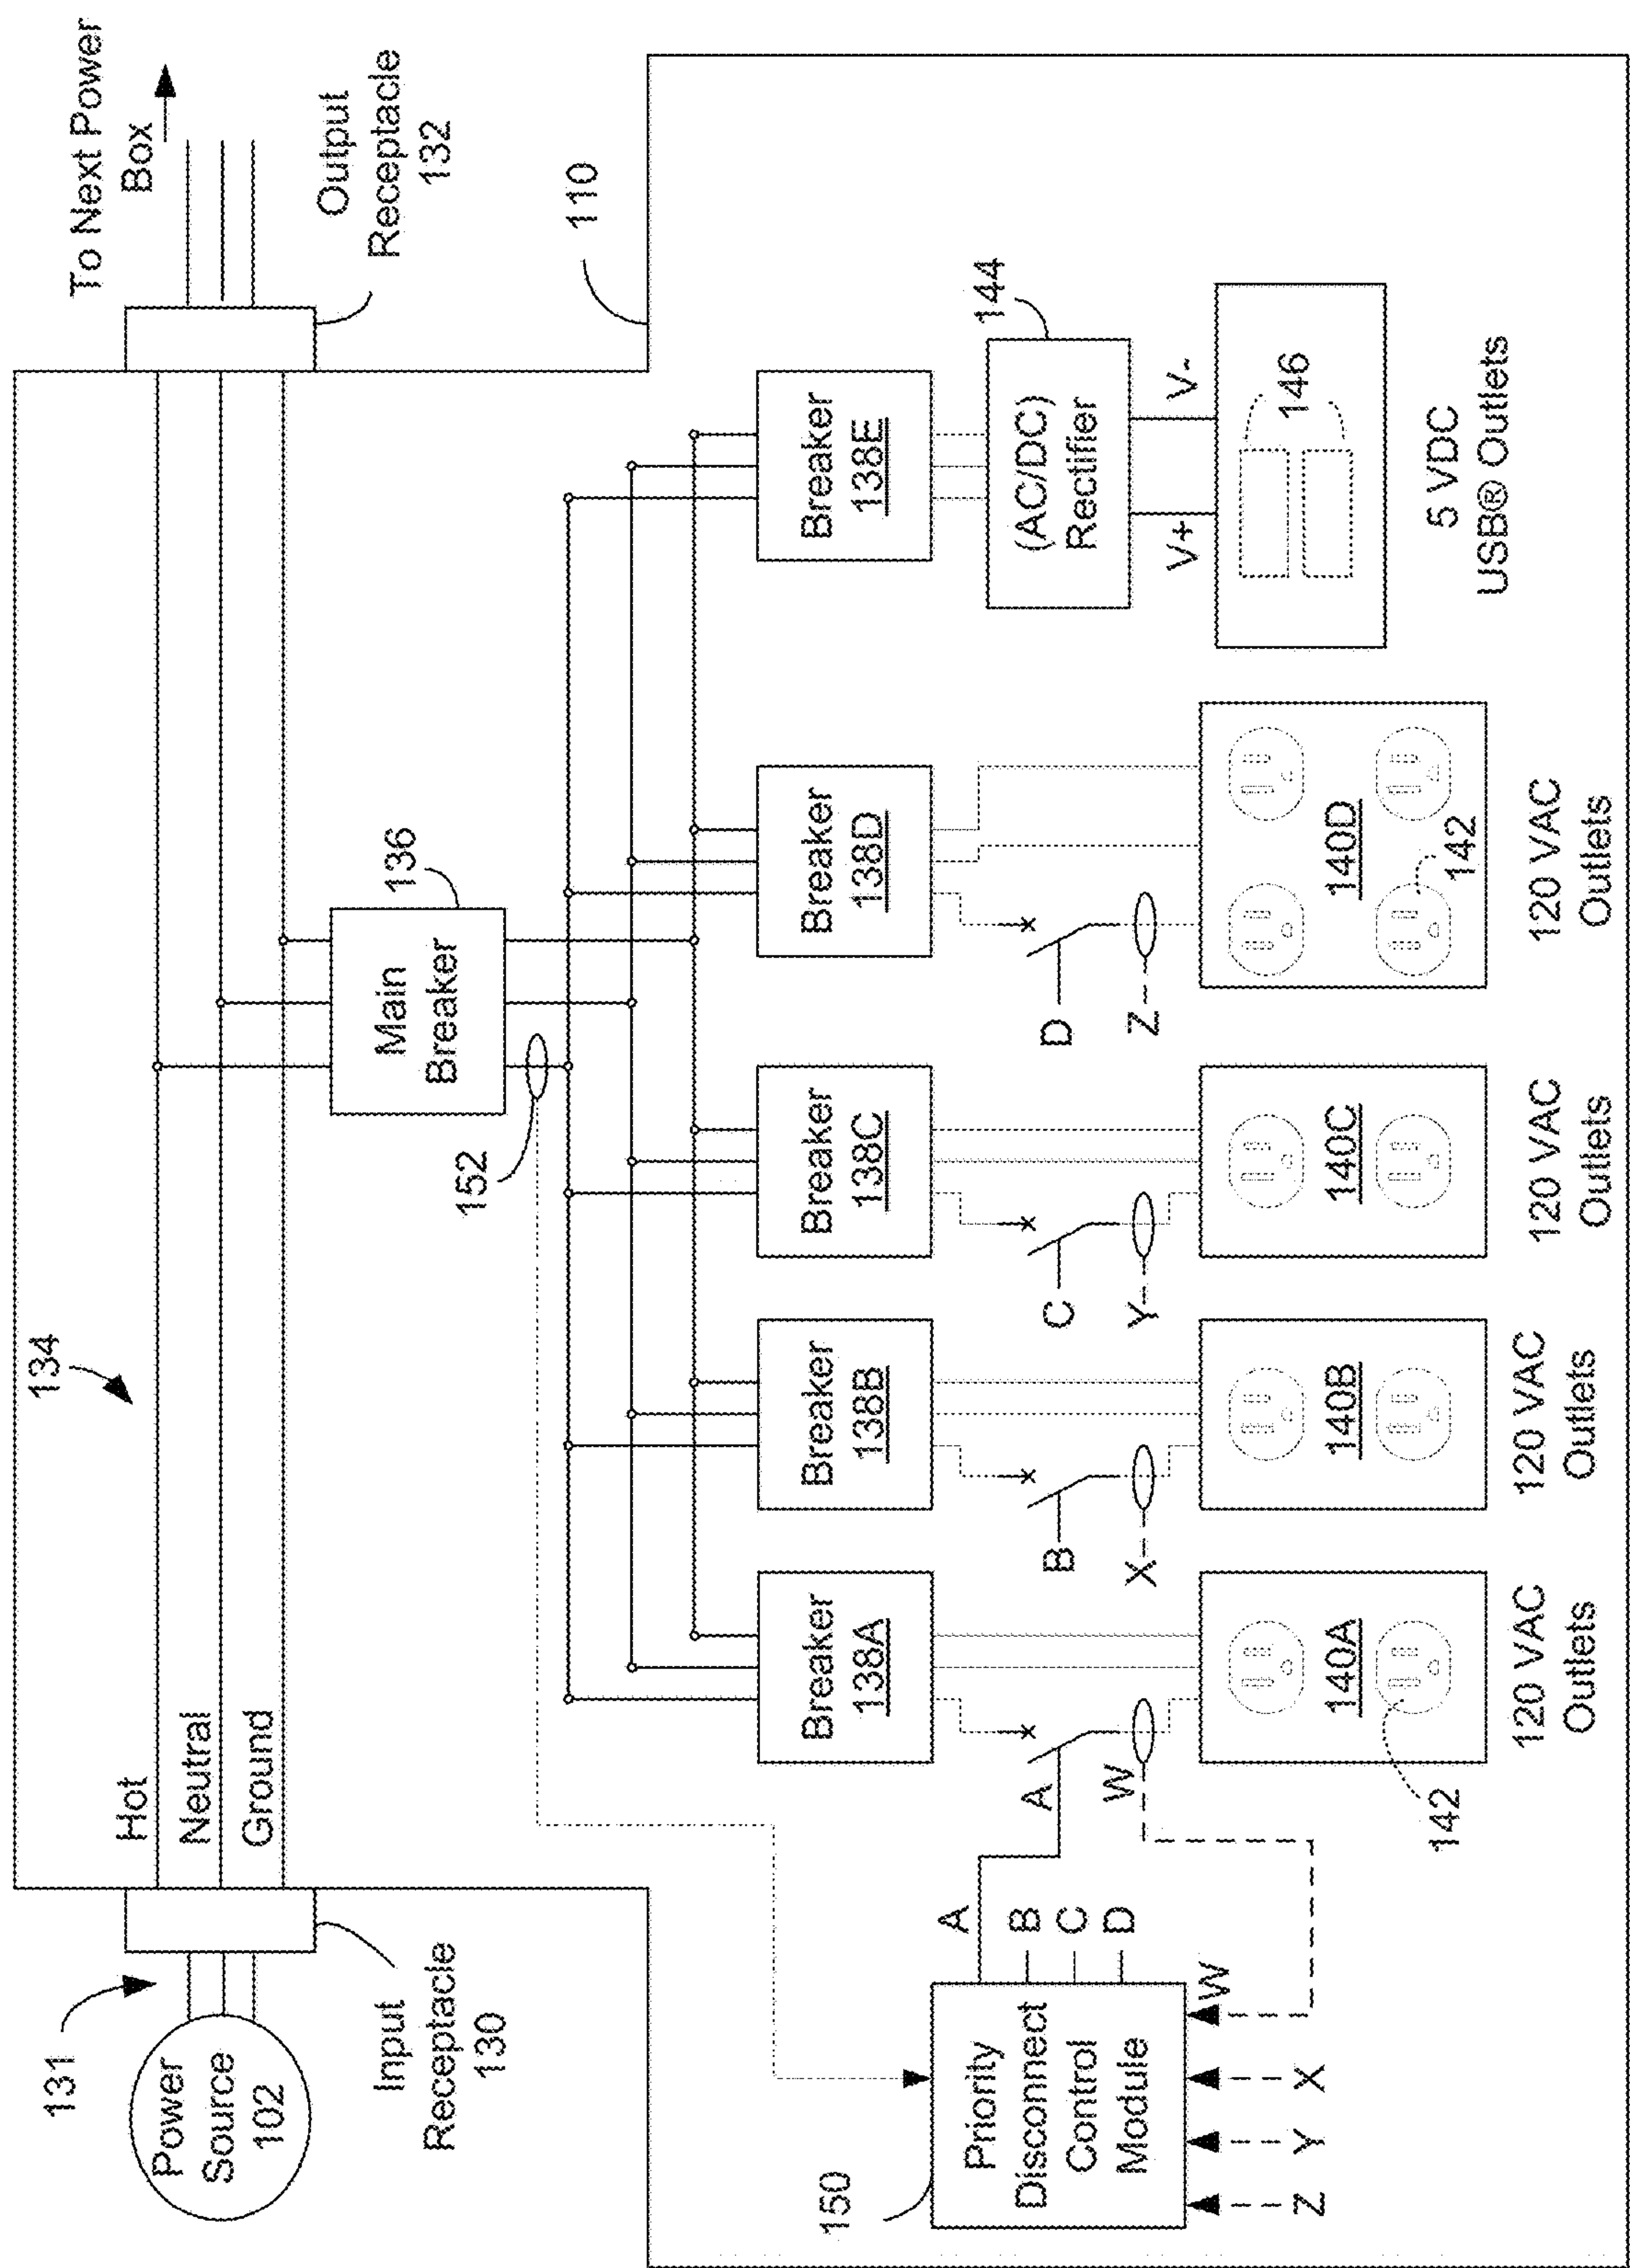 131
Power
Source
102
Input
Receptacle
130
Hot
Neutral
Ground
134
To Next Power
Box
Output
Receptacle
132
110
Main
Breaker
136
152
Breaker
138A
Breaker
138B
Breaker
138C
Breaker
138D
Breaker
138E
150
Priority
Disconnect
Control
Module
A
B
C
D
Z
Y
X
W
A
W
B
X
C
Y
D
Z
(AC/DC)
Rectifier
144
V+
V-
142
140A
140B
140C
140D
142
146
120 VAC
Outlets
120 VAC
Outlets
120 VAC
Outlets
120 VAC
Outlets
5 VDC
USB® Outlets